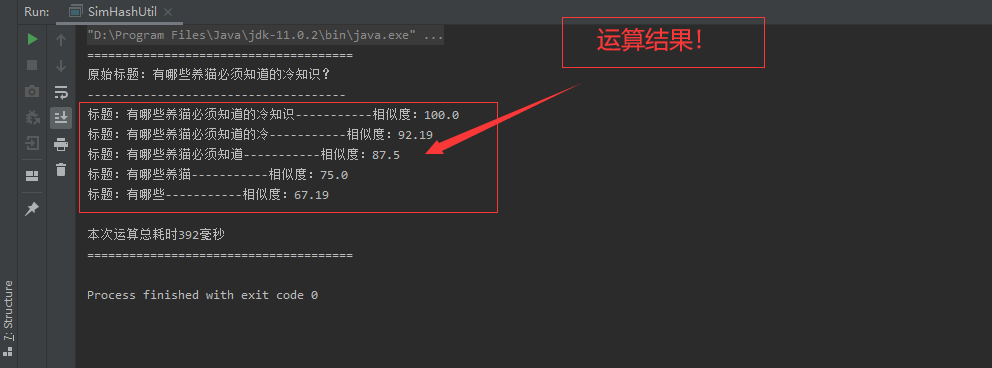 Run: SimHashUtil ×
"D:\Program Files\Java\jdk-11.0.2\bin\java.exe" ...
======================================
原始标题：有哪些养猫必须知道的冷知识？
-------------------------------------
标题：有哪些养猫必须知道的冷知识-----------相似度：100.0
标题：有哪些养猫必须知道的冷-----------相似度：92.19
标题：有哪些养猫必须知道-----------相似度：87.5
标题：有哪些养猫-----------相似度：75.0
标题：有哪些-----------相似度：67.19
本次运算总耗时392毫秒
======================================
Process finished with exit code 0
运算结果！
7: Structure